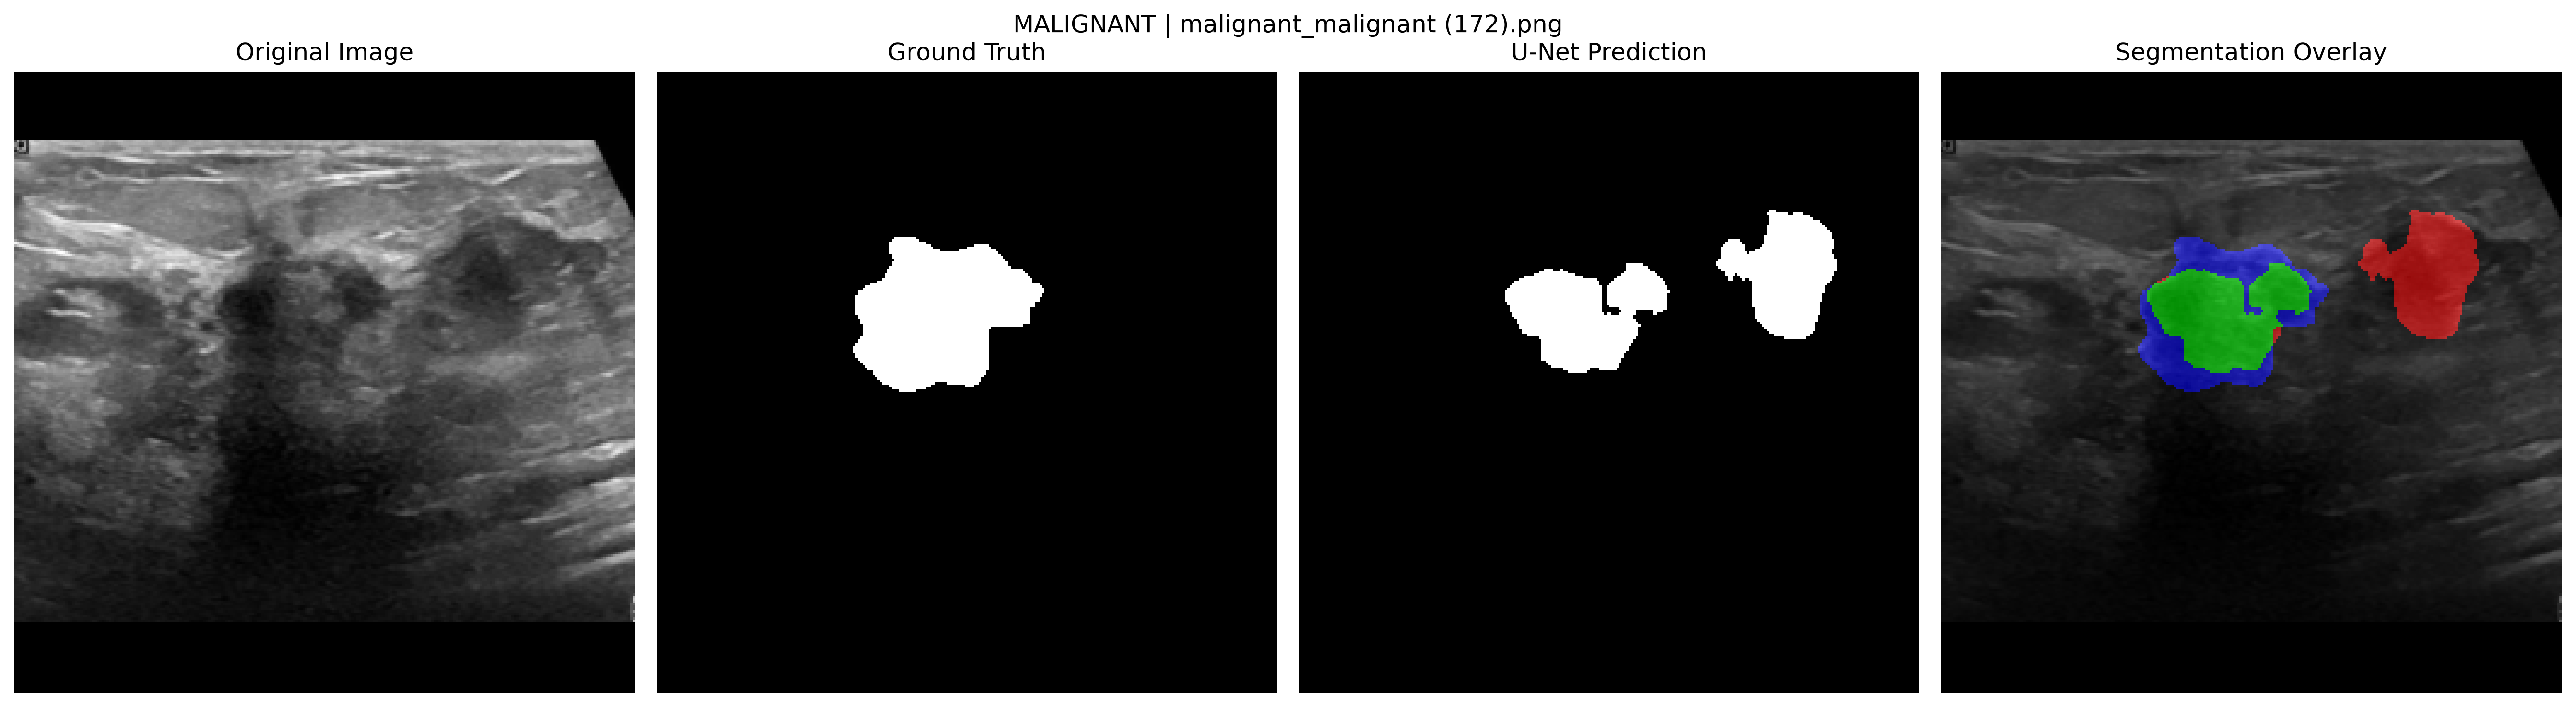 MALIGNANT | malignant_malignant (172).png
Original Image
Ground Truth
U-Net Prediction
Segmentation Overlay